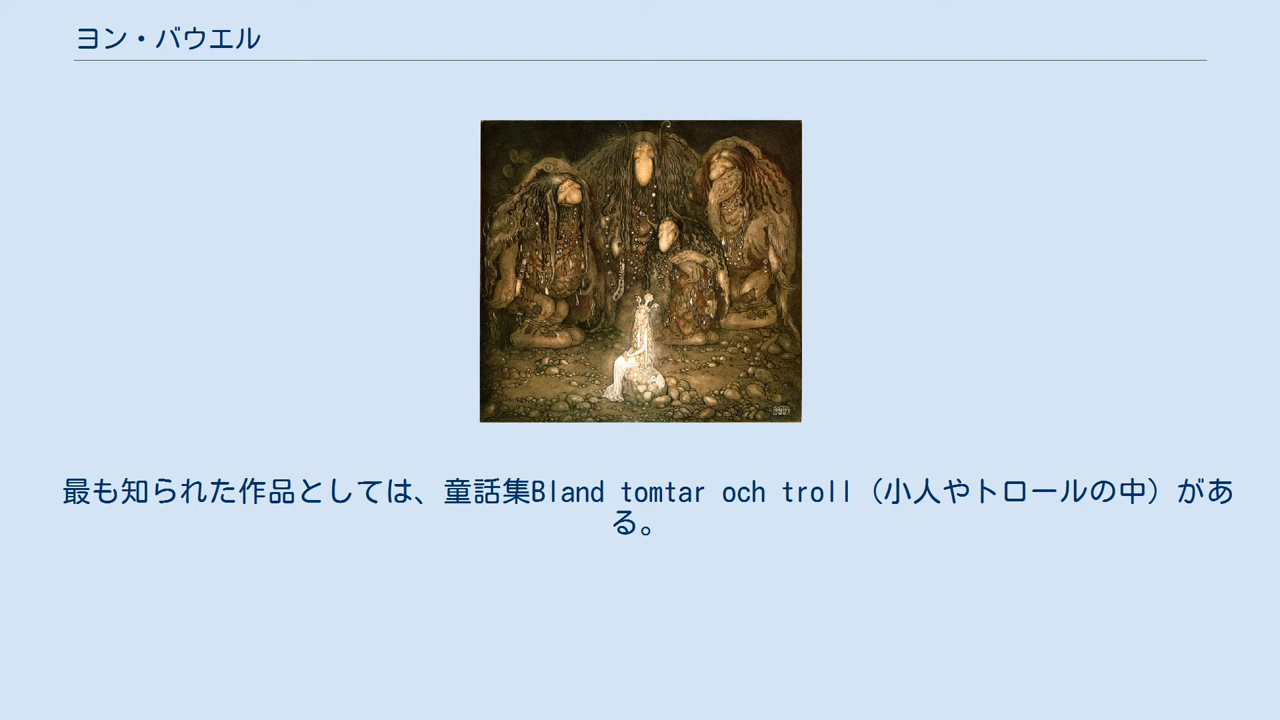 ヨン・バウエル
最も知られた作品としては、童話集Bland tomtar och troll（小人やトロールの中）があ
る。